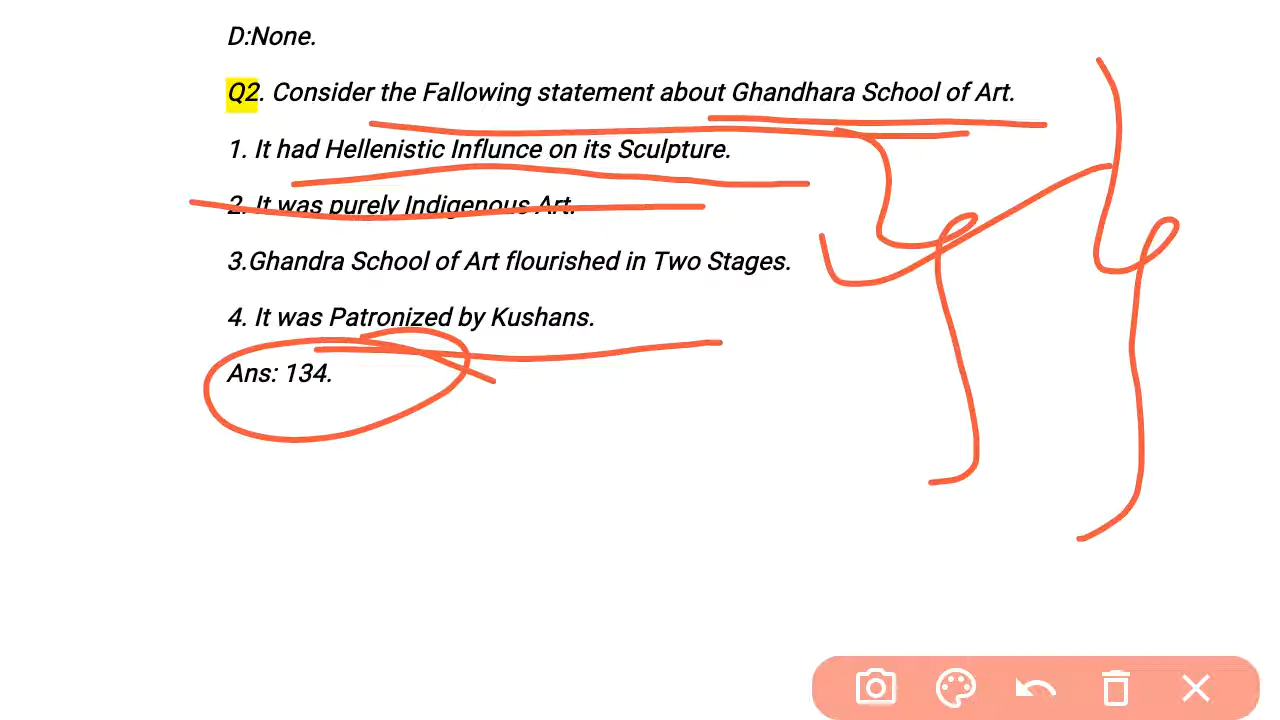 D:None.
Q2. Consider the Fallowing statement about Ghandhara School of Art.
1. It had Hellenistic Influnce on its Sculpture.
2. It was purely Indigenous Art.
3.Ghandra School of Art flourished in Two Stages.
4. It was Patronized by Kushans.
Ans: 134.